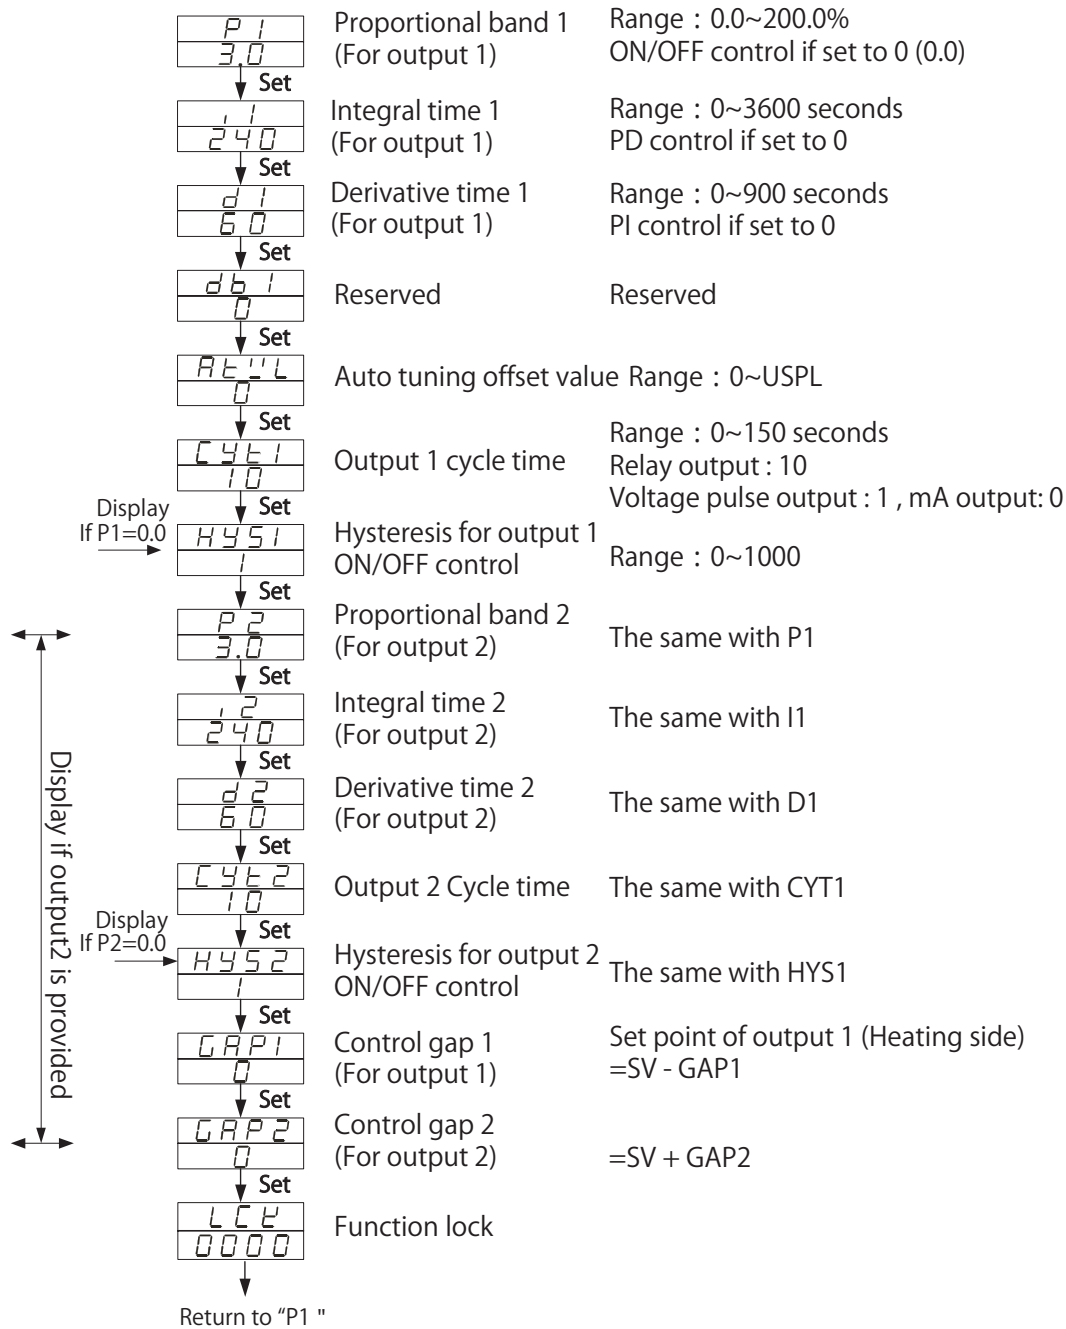 P1
3.0
Proportional band 1
(For output 1)
Range : 0.0~200.0%
ON/OFF control if set to 0 (0.0)
Set
i1
240
Integral time 1
(For output 1)
Range : 0~3600 seconds
PD control if set to 0
Set
d1
60
Derivative time 1
(For output 1)
Range : 0~900 seconds
PI control if set to 0
Set
db1
0
Reserved
Reserved
Set
AtVL
0
Auto tuning offset value Range : 0~USPL
Set
CYt1
10
Output 1 cycle time
Range : 0~150 seconds
Relay output : 10
Voltage pulse output : 1 , mA output: 0
Set
Display
If P1=0.0
HYS1
1
Hysteresis for output 1
ON/OFF control
Range : 0~1000
Set
P2
3.0
Proportional band 2
(For output 2)
The same with P1
Set
i2
240
Integral time 2
(For output 2)
The same with I1
Set
d2
60
Derivative time 2
(For output 2)
The same with D1
Set
CYt2
10
Output 2 Cycle time
The same with CYT1
Set
Display
If P2=0.0
HYS2
1
Hysteresis for output 2
ON/OFF control
The same with HYS1
Set
GAP1
0
Control gap 1
(For output 1)
Set point of output 1 (Heating side)
=SV - GAP1
Set
GAP2
0
Control gap 2
(For output 2)
=SV + GAP2
Set
LCK
0000
Function lock
Return to “P1 "
Display if output2 is provided